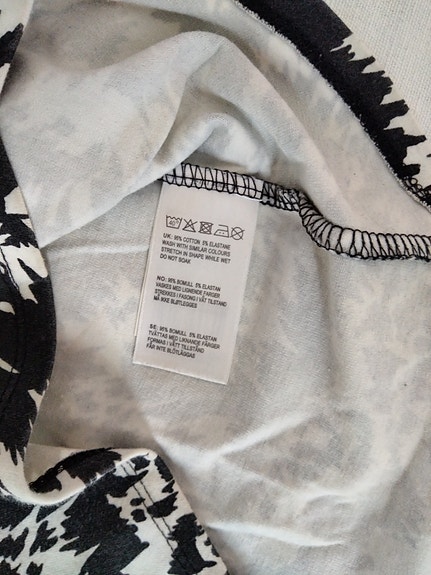 40°
UK: 95% COTTON 5% ELASTANE
WASH WITH SIMILAR COLOURS
STRETCH IN SHAPE WHILE WET
DO NOT SOAK
NO: 95% BOMULL 5% ELASTAN
VASKES MED LIGNENDE FARGER
STREKKES I FASONG I VÅT TILSTAND
MÅ IKKE BLØTLEGGES
SE: 95% BOMULL 5% ELASTAN
TVÄTTAS MED LIKNANDE FÄRGER
FORMAS I VÅTT TILLSTÅND
FÅR INTE BLÖTLÄGGAS